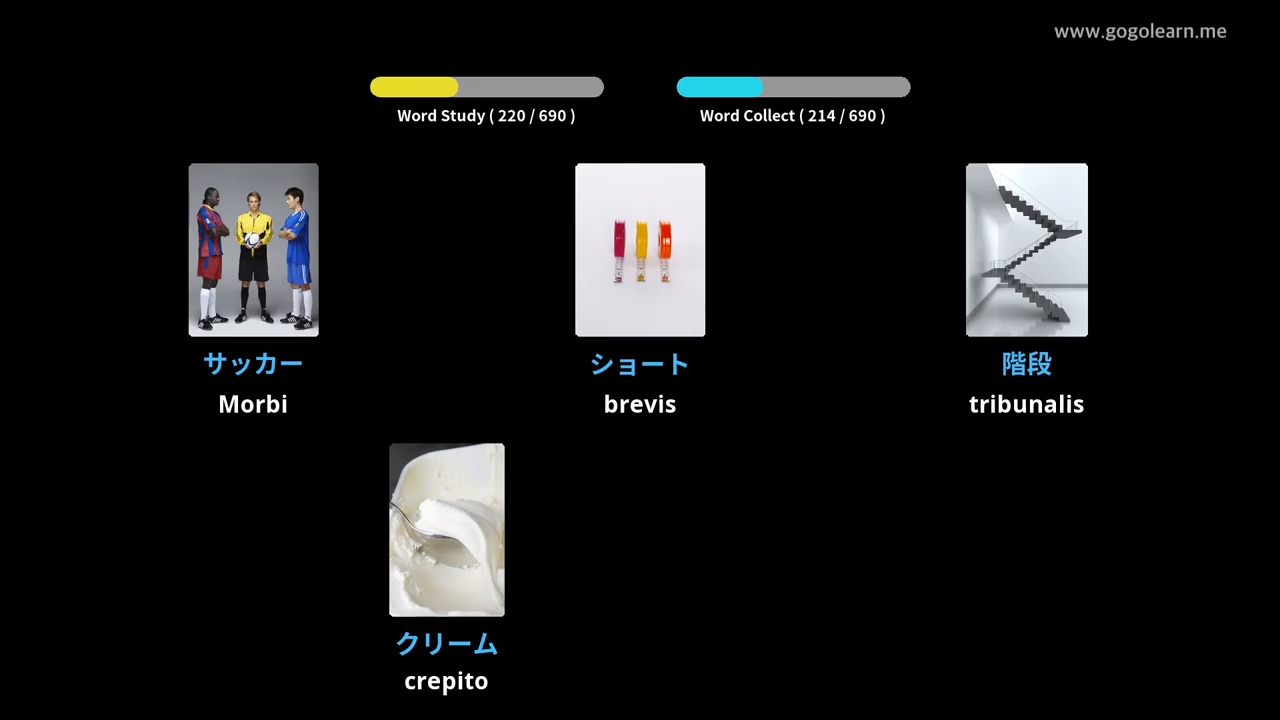 www.gogolearn.me
Word Study ( 220 / 690 )
Word Collect ( 214 / 690 )
サッカー
Morbi
ショート
brevis
階段
tribunalis
クリーム
crepito